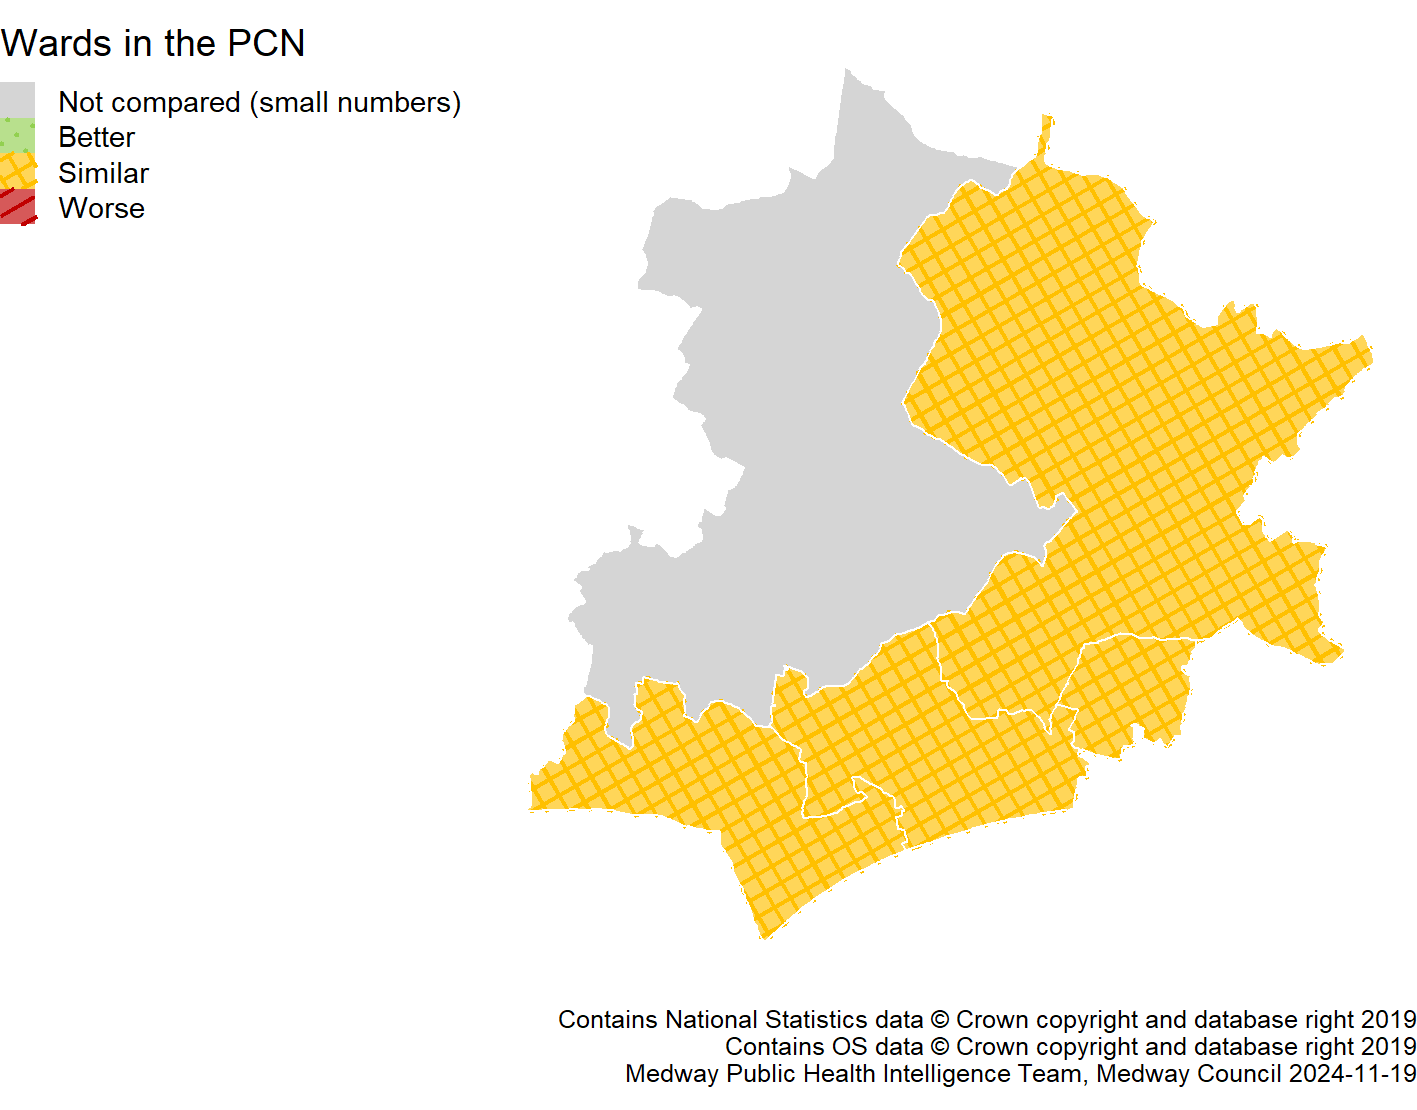 Wards in the PCN
Not compared (small numbers)
Better
Similar
Worse
Contains National Statistics data © Crown copyright and database right 2019
Contains OS data © Crown copyright and database right 2019
Medway Public Health Intelligence Team, Medway Council 2024-11-19